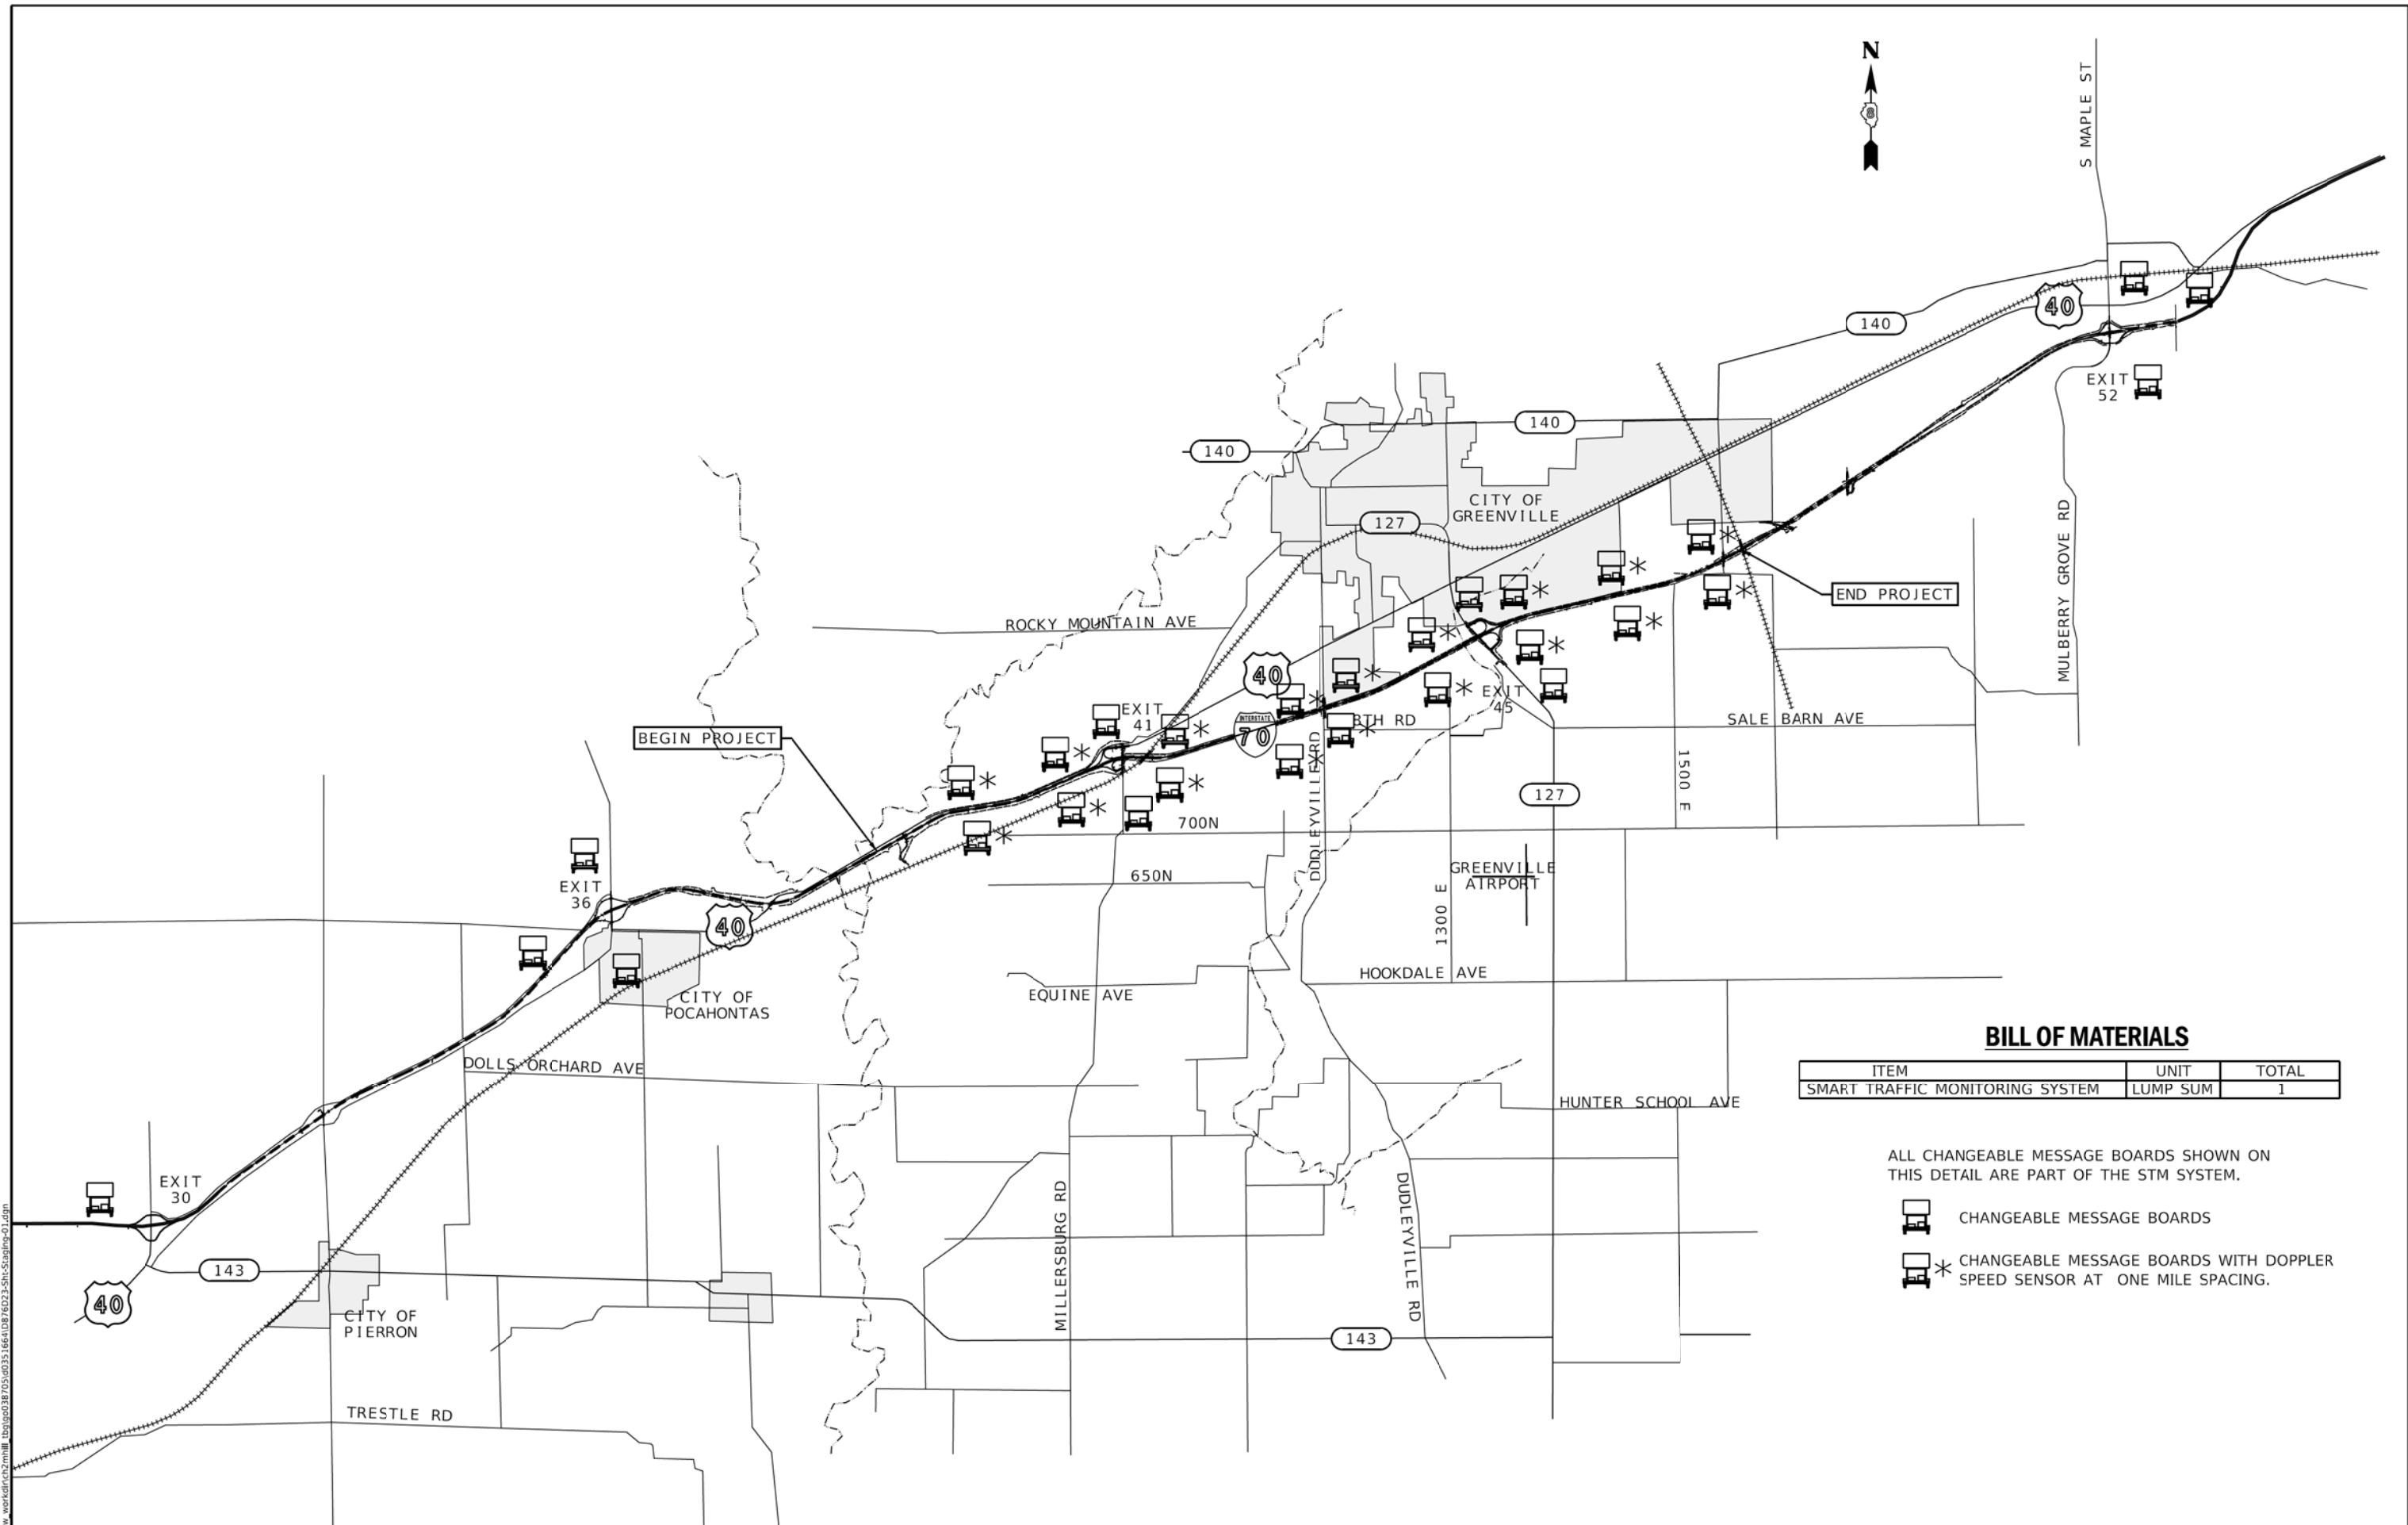 N
8
S MAPLE ST
40
140
EXIT
52
140
140
CITY OF
GREENVILLE
127
MULBERRY GROVE RD
END PROJECT
ROCKY MOUNTAIN AVE
40
EXIT
45
EXIT
41
INTERSTATE
70
RTH RD
SALE BARN AVE
BEGIN PROJECT
DUDLEYVILLE RD
1500 E
127
700N
650N
GREENVILLE
AIRPORT
1300 E
EXIT
36
40
HOOKDALE AVE
EQUINE AVE
CITY OF
POCAHONTAS
DOLLS ORCHARD AVE
HUNTER SCHOOL AVE
BILL OF MATERIALS
ITEM UNIT TOTAL
SMART TRAFFIC MONITORING SYSTEM LUMP SUM 1
ALL CHANGEABLE MESSAGE BOARDS SHOWN ON
THIS DETAIL ARE PART OF THE STM SYSTEM.
CHANGEABLE MESSAGE BOARDS
* CHANGEABLE MESSAGE BOARDS WITH DOPPLER
SPEED SENSOR AT ONE MILE SPACING.
EXIT
30
MILLERSBURG RD
DUDLEYVILLE RD
143
40
CITY OF
PIERRON
143
TRESTLE RD